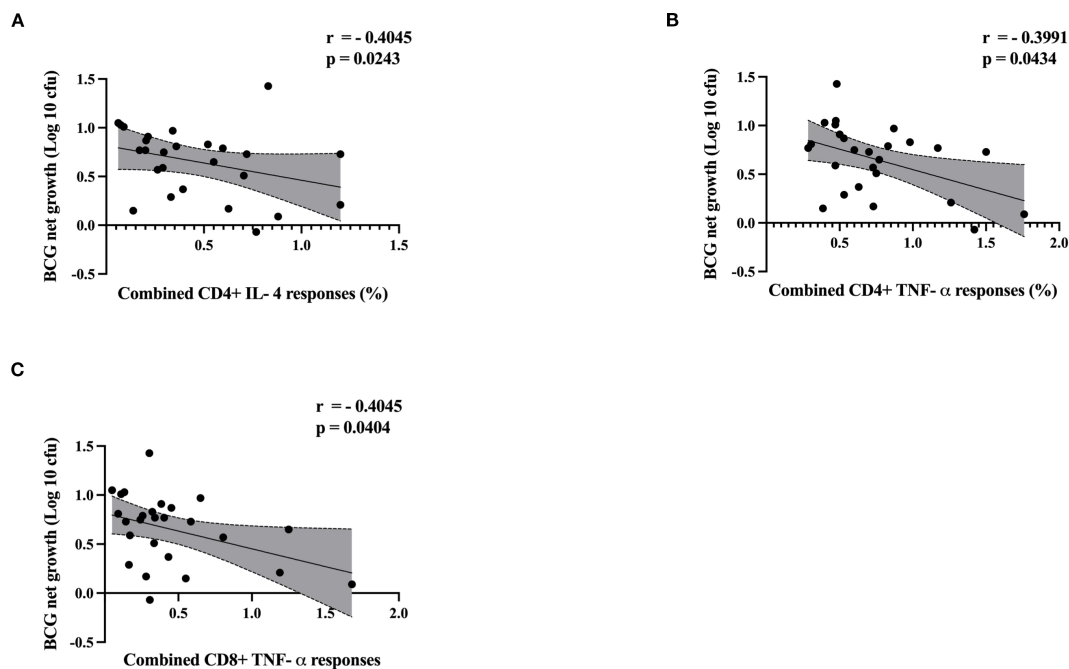 A
r = - 0.4045
p = 0.0243
BCG net growth (Log 10 cfu)
1.5
1.0
0.5
0.0
-0.5
0.5
1.0
1.5
Combined CD4+ IL- 4 responses (%)
B
r = - 0.3991
p = 0.0434
BCG net growth (Log 10 cfu)
1.5
1.0
0.5
0.0
-0.5
0.5
1.0
1.5
2.0
Combined CD4+ TNF- α responses (%)
C
r = - 0.4045
p = 0.0404
BCG net growth (Log 10 cfu)
1.5
1.0
0.5
0.0
-0.5
0.5
1.0
1.5
2.0
Combined CD8+ TNF- α responses